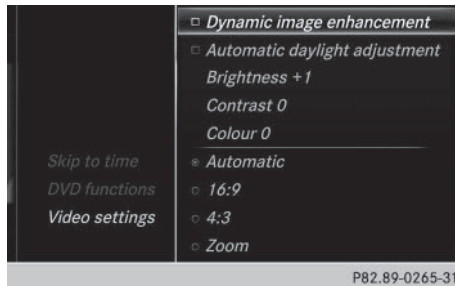 Dynamic image enhancement
Automatic daylight adjustment
Brightness +1
Contrast 0
Colour 0
Skip to time
Automatic
DVD functions
16:9
Video settings
4:3
Zoom
P82.89-0265-31